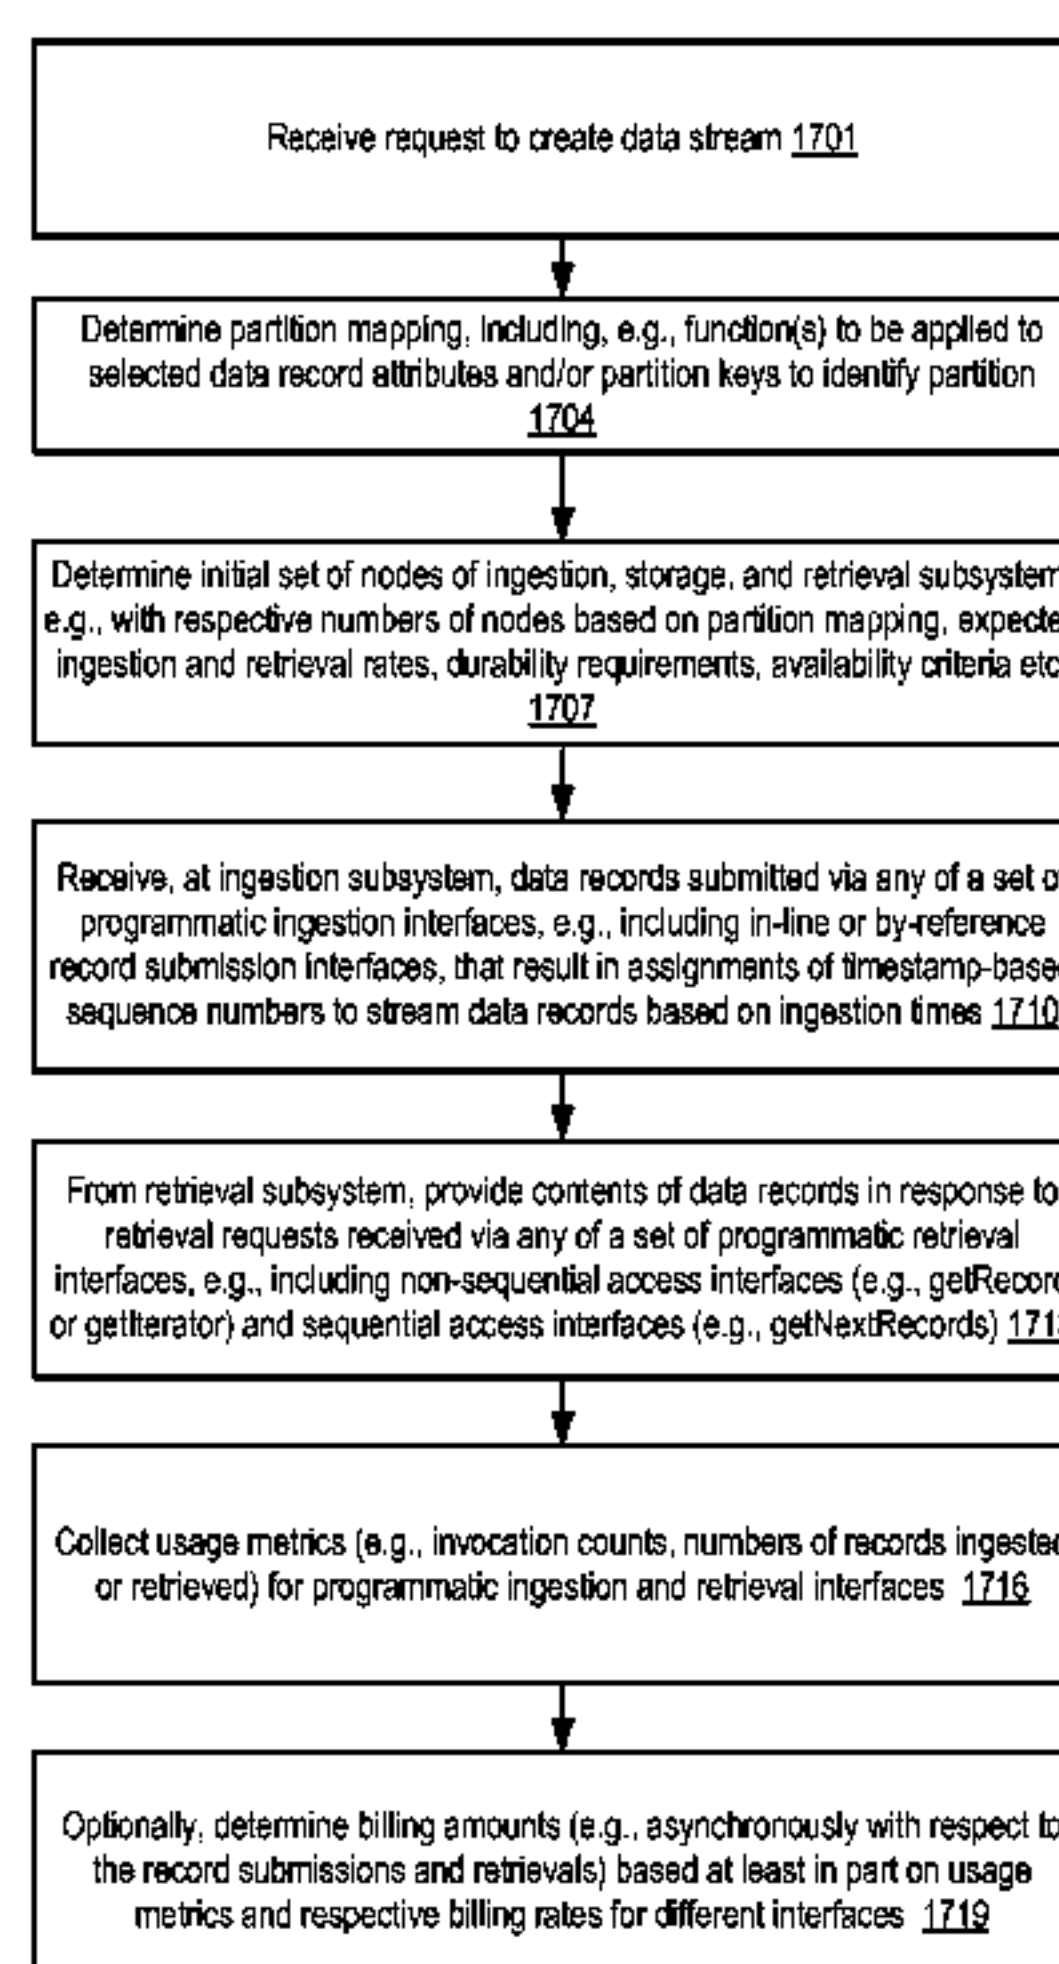 Receive request to create data stream 1701
Determine partition mapping, including, e.g., function(s) to be applied to
selected data record attributes and/or partition keys to identify partition
1704
Determine initial set of nodes of ingestion, storage, and retrieval subsystem
e.g., with respective numbers of nodes based on partition mapping, expecte
ingestion and retrieval rates, durability requirements, availability criteria etc
1707
Receive, at ingestion subsystem, data records submitted via any of a set o
programmatic ingestion interfaces, e.g., including in-line or by-reference
record submission interfaces, that result in assignments of timestamp-base
sequence numbers to stream data records based on ingestion times 1710
From retrieval subsystem, provide contents of data records in response to
retrieval requests received via any of a set of programmatic retrieval
interfaces, e.g., including non-sequential access interfaces (e.g., getRecord
or getIterator) and sequential access interfaces (e.g., getNextRecords) 171
Collect usage metrics (e.g., invocation counts, numbers of records ingested
or retrieved) for programmatic ingestion and retrieval interfaces 1716
Optionally, determine billing amounts (e.g., asynchronously with respect to
the record submissions and retrievals) based at least in part on usage
metrics and respective billing rates for different interfaces 1719